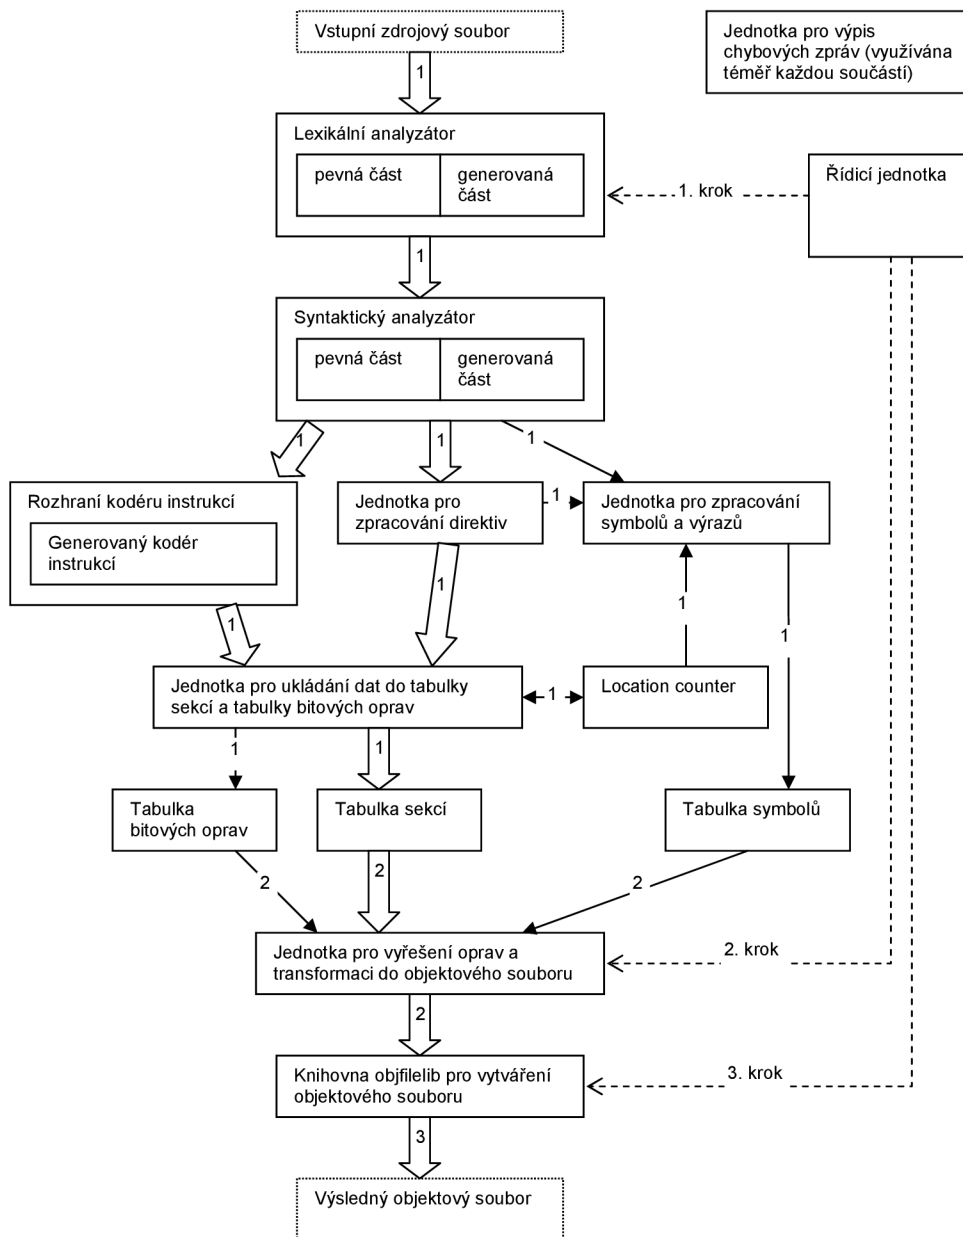 Vstupní zdrojový soubor
Jednotka pro výpis
chybových zpráv (využívána
téměř každou součástí)
1
Lexikální analyzátor
pevná část
generovaná
část
Řídicí jednotka
1. krok
1
Syntaktický analyzátor
pevná část
generovaná
část
1
1
1
Rozhraní kodéru instrukcí
Generovaný kodér
instrukcí
Jednotka pro
zpracování direktiv
1
Jednotka pro zpracování
symbolů a výrazů
1
1
1
1
Jednotka pro ukládání dat do tabulky
sekcí a tabulky bitových oprav
1
Location counter
1
1
Tabulka
bitových oprav
Tabulka sekcí
Tabulka symbolů
2
2
2
Jednotka pro vyřešení oprav a
transformaci do objektového souboru
2. krok
2
Knihovna objfilelib pro vytváření
objektového souboru
3. krok
3
Výsledný objektový soubor